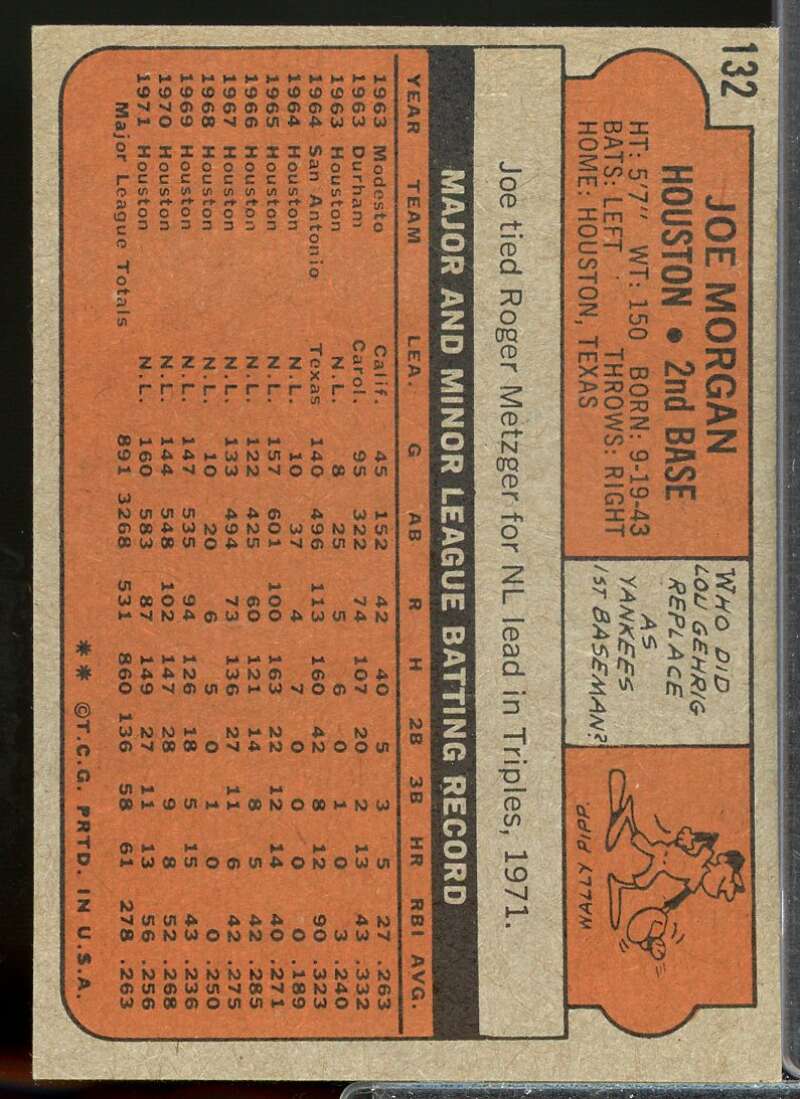 132
JOE MORGAN
HOUSTON • 2nd BASE
HT: 5'7" WT: 150 BORN: 9-19-43
BATS: LEFT THROWS: RIGHT
HOME: HOUSTON, TEXAS
WHO DID
LOU GEHRIG
REPLACE
AS
YANKEES
1ST BASEMAN?
WALLY PIPP.
Joe tied Roger Metzger for NL lead in Triples, 1971.
MAJOR AND MINOR LEAGUE BATTING RECORD
YEAR TEAM LEA. G AB R H 2B 3B HR RBI AVG.
1963 Modesto Calif. 45 152 42 40 5 3 5 27 .263
1963 Durham Carol. 95 322 74 107 20 2 13 43 .332
1963 Houston N.L. 8 25 5 6 0 1 0 3 .240
1964 San Antonio Texas 140 496 113 160 42 8 12 90 .323
1964 Houston N.L. 10 37 4 7 0 0 0 0 .189
1965 Houston N.L. 157 601 100 163 22 12 14 40 .271
1966 Houston N.L. 122 425 60 121 14 8 5 42 .285
1967 Houston N.L. 133 494 73 136 27 11 6 42 .275
1968 Houston N.L. 10 20 6 5 0 1 0 0 .250
1969 Houston N.L. 147 535 94 126 18 5 15 43 .236
1970 Houston N.L. 144 548 102 147 28 9 8 52 .268
1971 Houston N.L. 160 583 87 149 27 11 13 56 .256
Major League Totals 891 3268 531 860 136 58 61 278 .263
** ©T.C.G. PRTD. IN U.S.A.